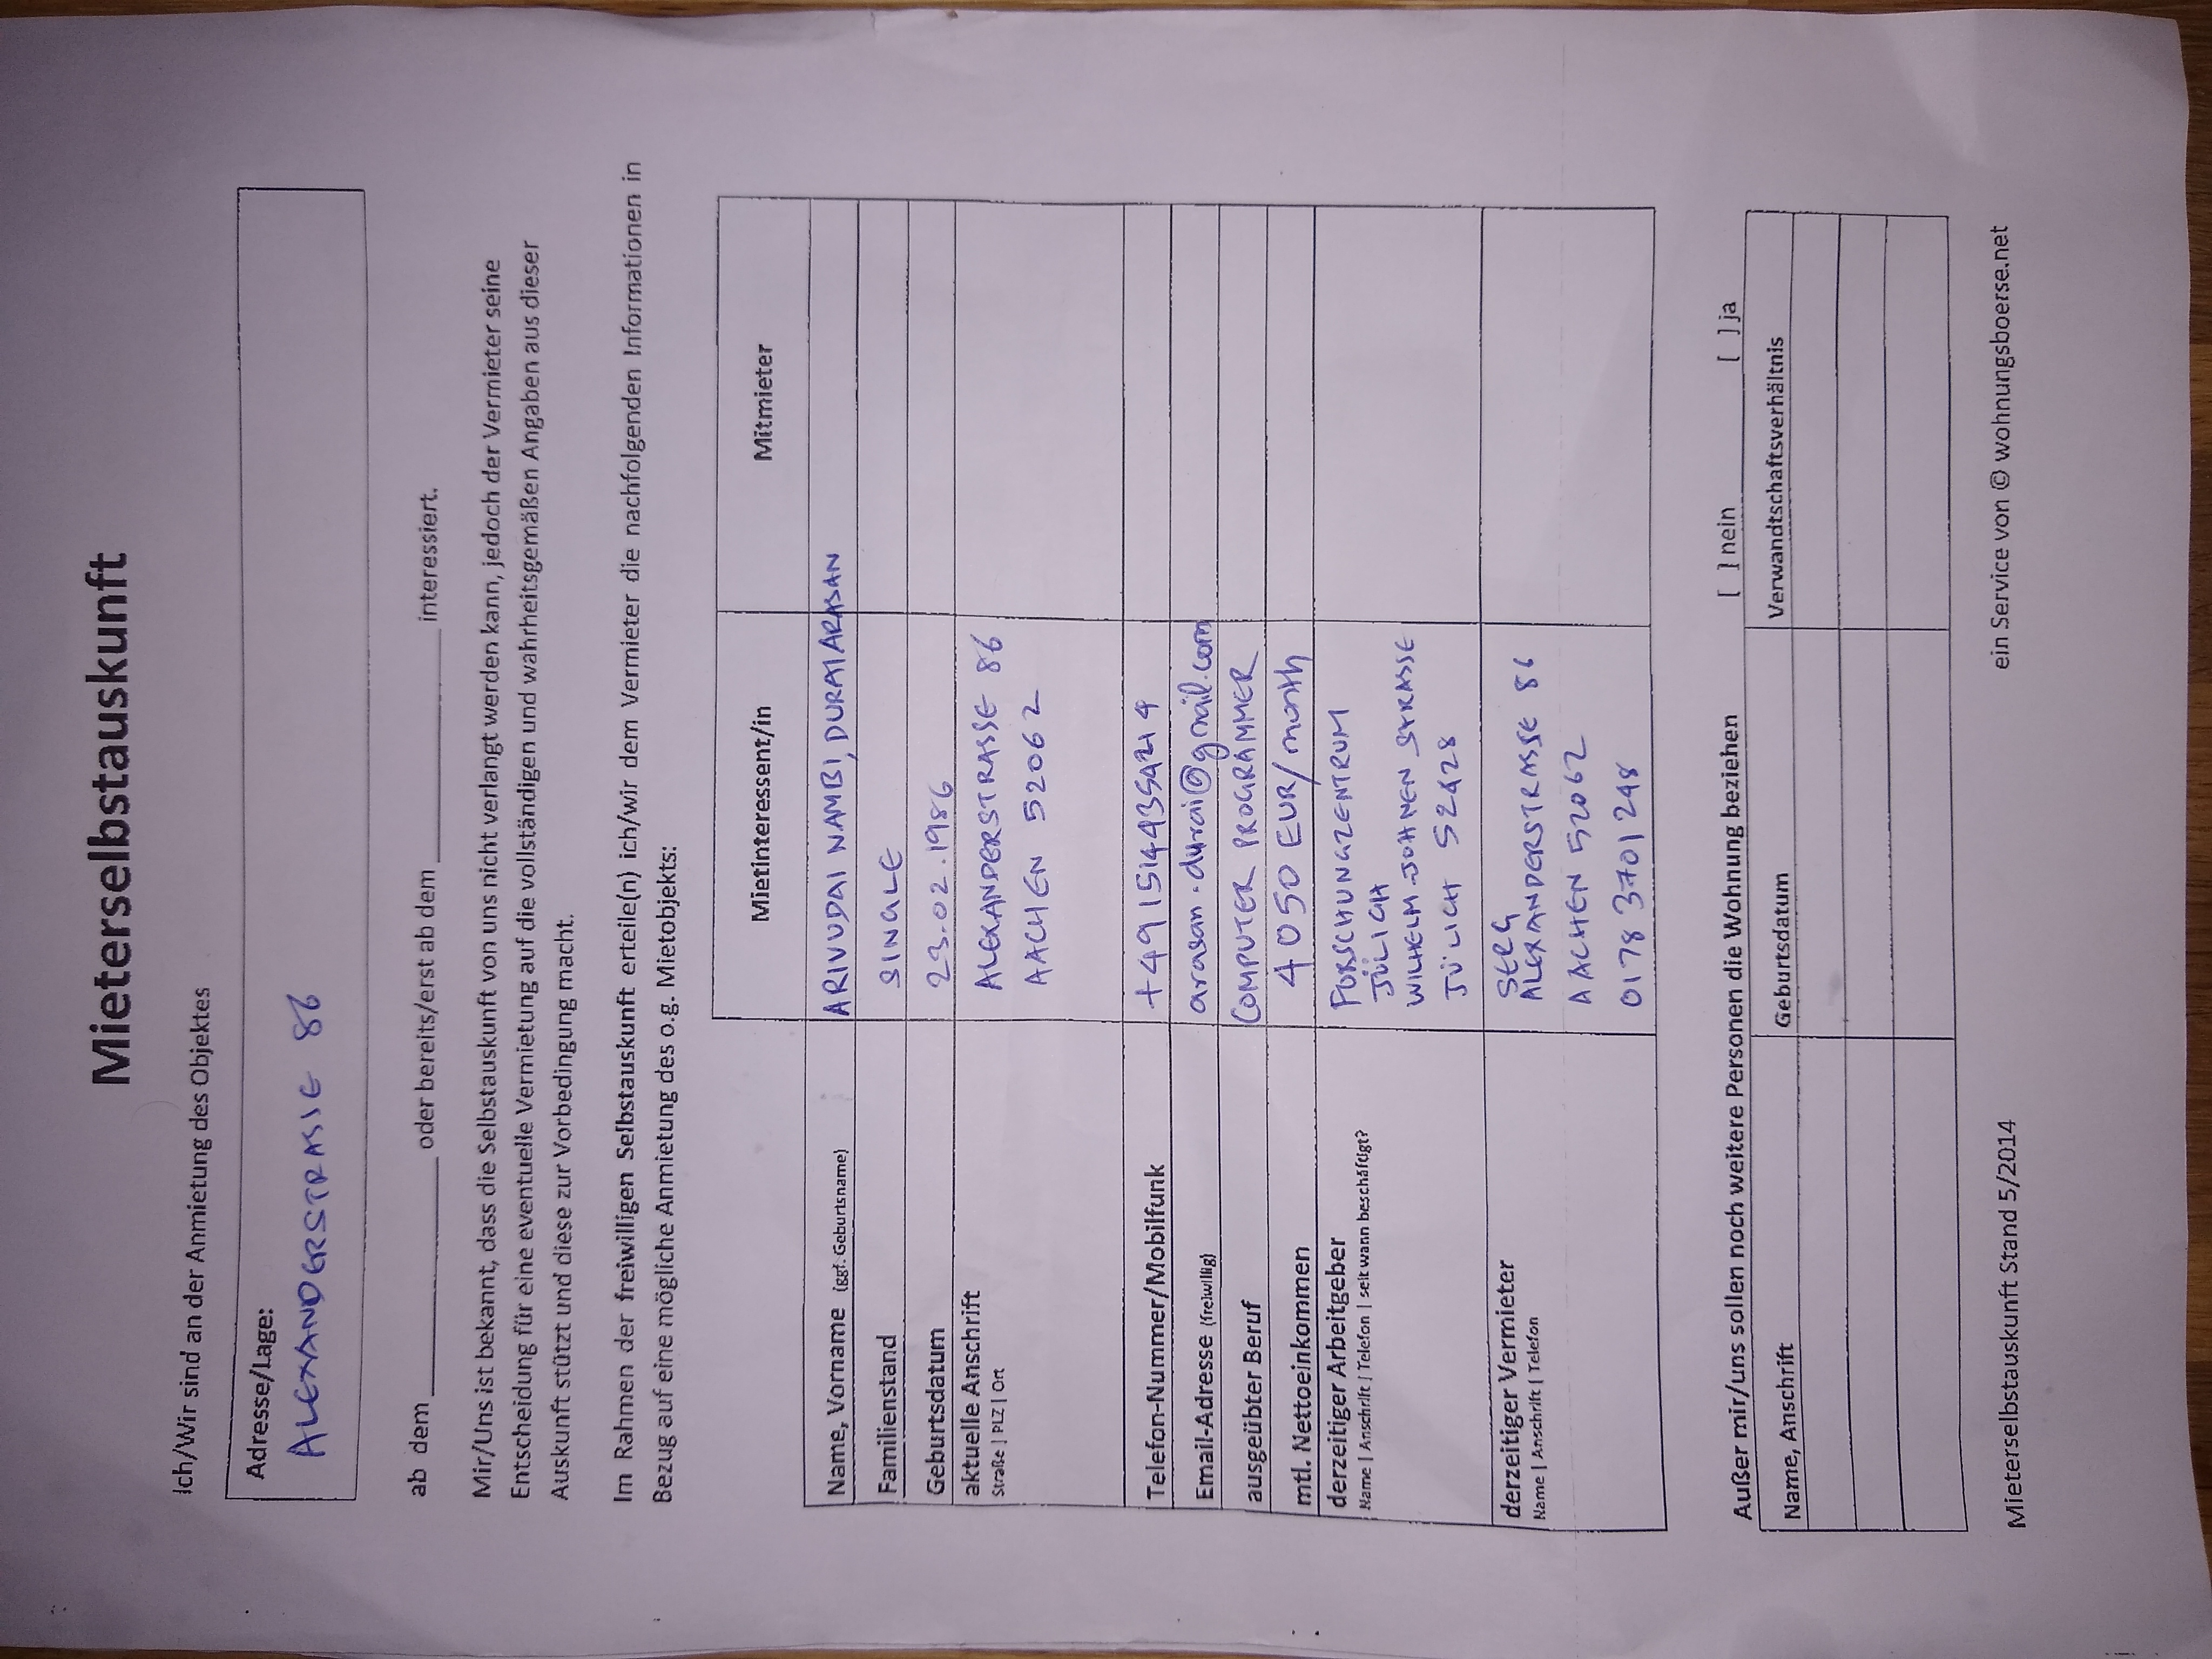 Mieterselbstauskunft
Ich/Wir sind an der Anmietung des Objektes
Adresse/Lage:
ALEXANDERSTRASSE 86
ab dem ____________ oder bereits/erst ab dem ____________ interessiert.
Mir/Uns ist bekannt, dass die Selbstauskunft von uns nicht verlangt werden kann, jedoch der Vermieter seine
Entscheidung für eine eventuelle Vermietung auf die vollständigen und wahrheitsgemäßen Angaben aus dieser
Auskunft stützt und diese zur Vorbedingung macht.
Im Rahmen der freiwilligen Selbstauskunft erteile(n) ich/wir dem Vermieter die nachfolgenden Informationen in
Bezug auf eine mögliche Anmietung des o.g. Mietobjekts:
Mietinteressent/in Mitmieter
Name, Vorname (ggf. Geburtsname) ARIVUDAI NAMBI, DURAIARASAN
Familienstand SINGLE
Geburtsdatum 23.02.1986
aktuelle Anschrift ALEXANDERSTRASSE 86
Straße | PLZ | Ort AACHEN 52062
Telefon-Nummer/Mobilfunk +4915144354214
Email-Adresse (freiwillig) arasan.durai@gmail.com
ausgeübter Beruf COMPUTER PROGRAMMER
mtl. Nettoeinkommen 4050 EUR/month
derzeitiger Arbeitgeber FORSCHUNGZENTRUM
Name | Anschrift | Telefon | seit wann beschäftigt? JÜLICH
WILHELM-JOHNEN STRASSE
JÜLICH 52428
derzeitiger Vermieter
Name | Anschrift | Telefon ALEXANDERSTRASSE 86
AACHEN 52062
0178 3701248
Außer mir/uns sollen noch weitere Personen die Wohnung beziehen [ ] nein [ ] ja
Name, Anschrift Geburtsdatum Verwandtschaftsverhältnis
Mieterselbstauskunft Stand 5/2014 ein Service von © wohnungsboerse.net